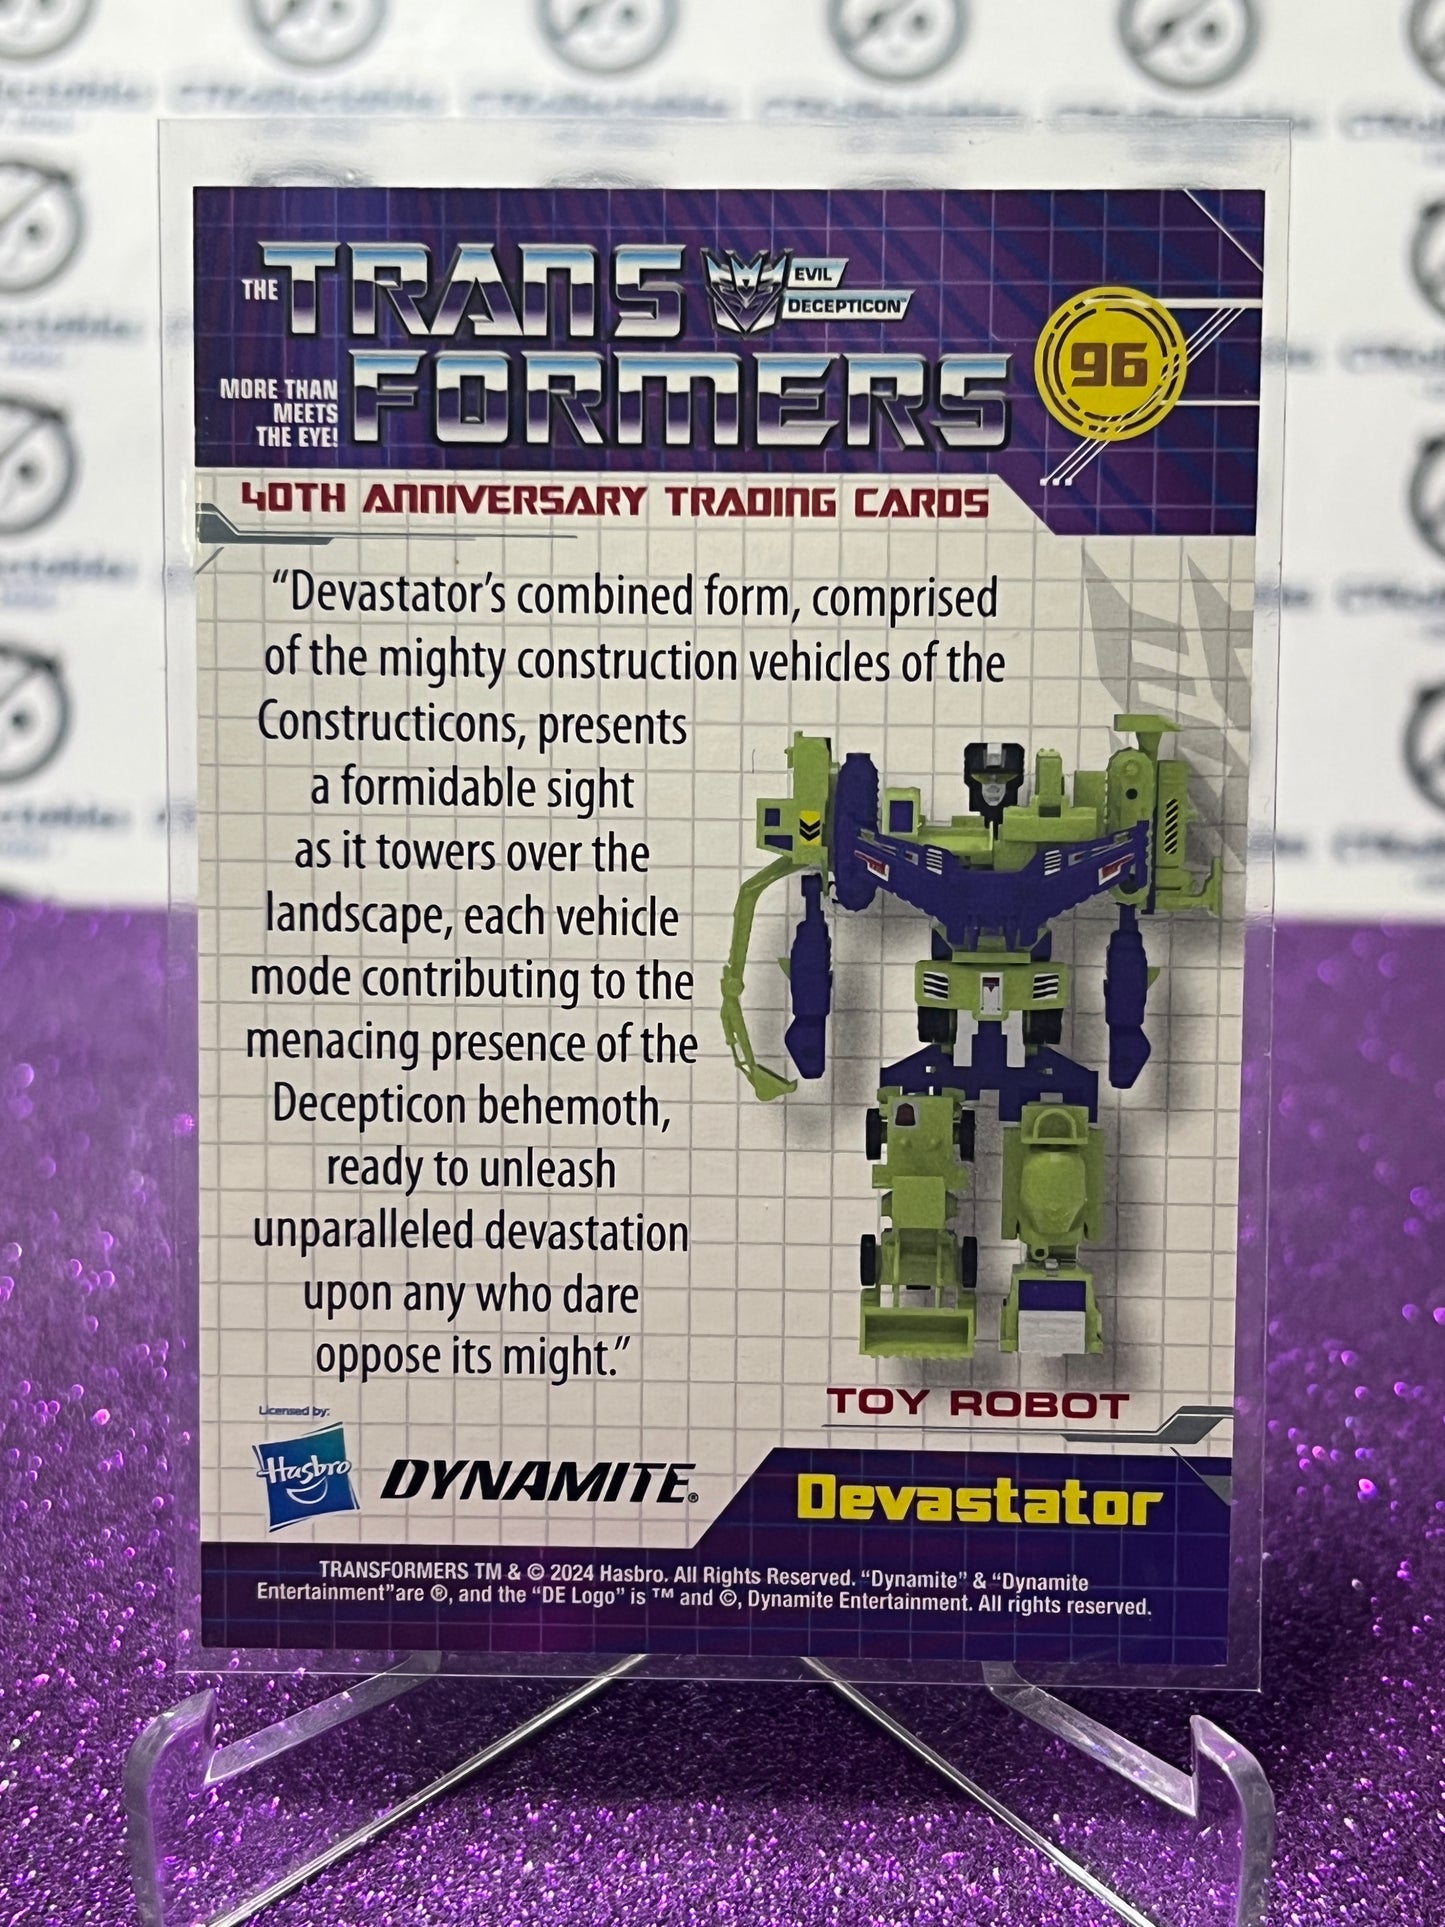 THE TRANS
EVIL
DECEPTICON™
FORMERS
MORE THAN
MEETS
THE EYE!
96
40TH ANNIVERSARY TRADING CARDS
“Devastator’s combined form, comprised
of the mighty construction vehicles of the
Constructicons, presents
a formidable sight
as it towers over the
landscape, each vehicle
mode contributing to the
menacing presence of the
Decepticon behemoth,
ready to unleash
unparalleled devastation
upon any who dare
oppose its might.”
TOY ROBOT
Licensed by:
Hasbro
DYNAMITE®
Devastator
TRANSFORMERS TM & © 2024 Hasbro. All Rights Reserved. “Dynamite” & “Dynamite
Entertainment”are ®, and the “DE Logo” is ™ and ©, Dynamite Entertainment. All rights reserved.